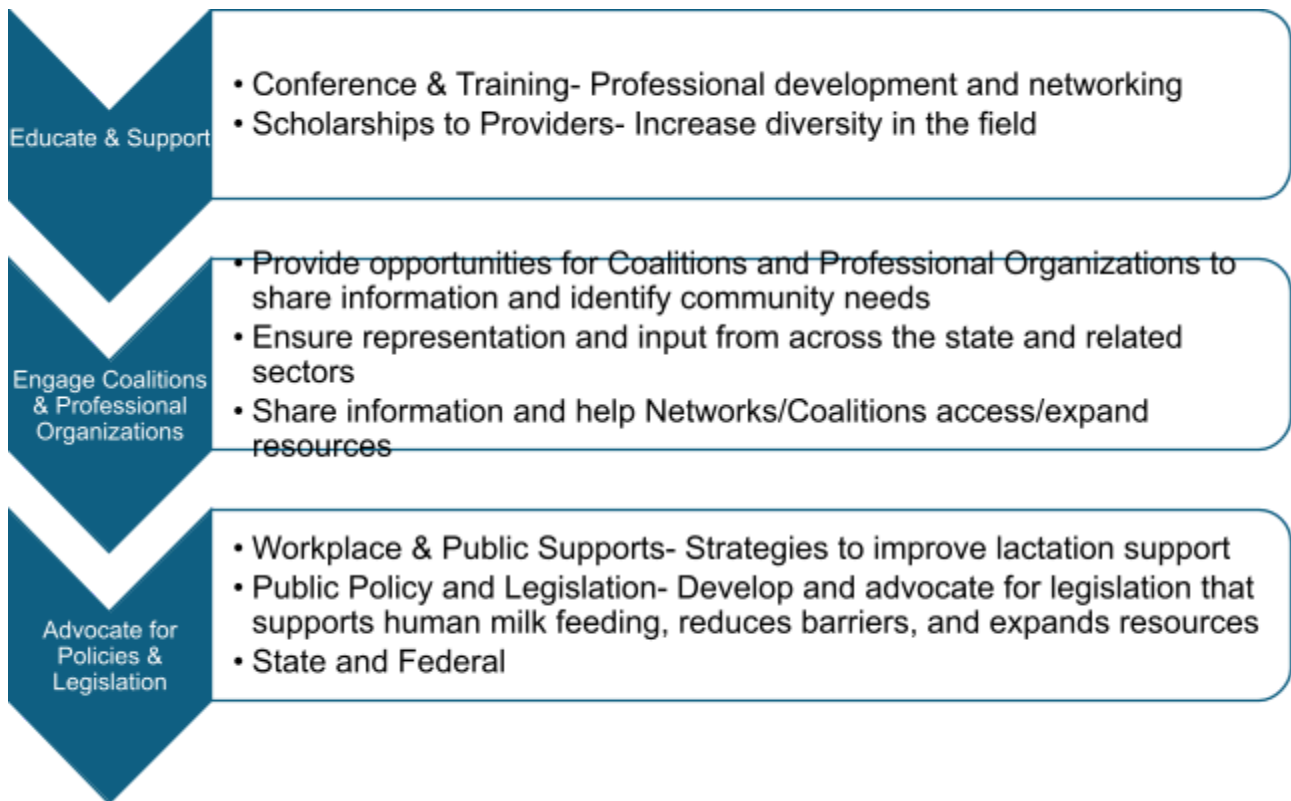 Educate & Support
• Conference & Training- Professional development and networking
• Scholarships to Providers- Increase diversity in the field
Engage Coalitions
& Professional
Organizations
• Provide opportunities for Coalitions and Professional Organizations to
share information and identify community needs
• Ensure representation and input from across the state and related
sectors
• Share information and help Networks/Coalitions access/expand
resources
Advocate for
Policies &
Legislation
• Workplace & Public Supports- Strategies to improve lactation support
• Public Policy and Legislation- Develop and advocate for legislation that
supports human milk feeding, reduces barriers, and expands resources
• State and Federal